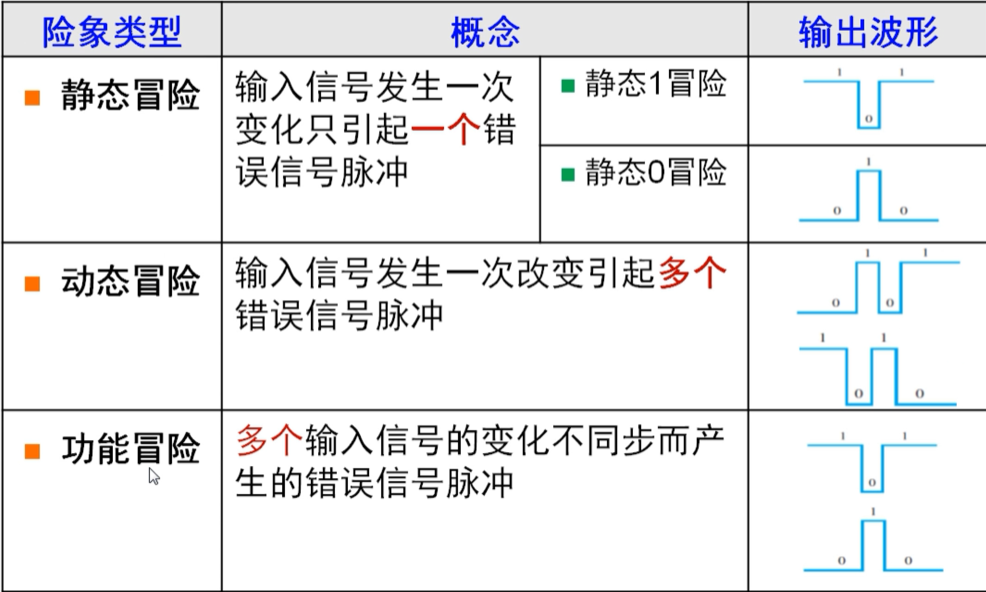 险象类型
概念
输出波形
静态冒险
输入信号发生一次
变化只引起一个错
误信号脉冲
静态1冒险
1 1
0
静态0冒险
1
0 0
动态冒险
输入信号发生一次改变引起多个
错误信号脉冲
1 1
0 0
1 1
0 0
功能冒险
多个输入信号的变化不同步而产
生的错误信号脉冲
1 1
0
1
0 0